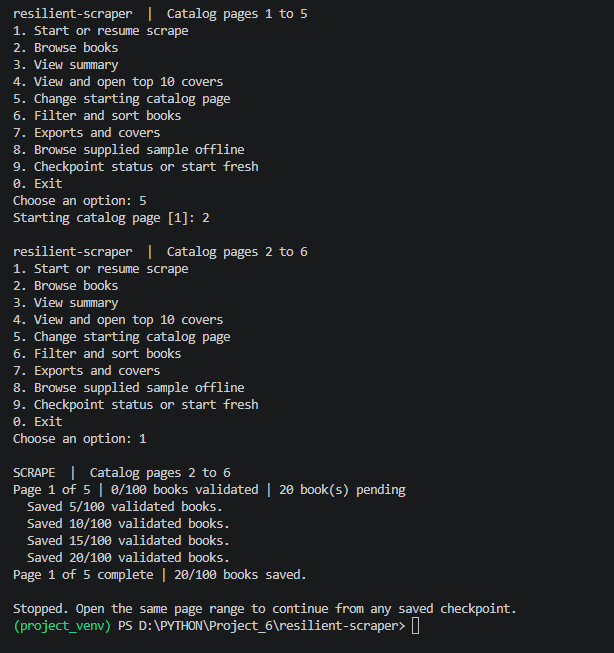 resilient-scraper | Catalog pages 1 to 5
1. Start or resume scrape
2. Browse books
3. View summary
4. View and open top 10 covers
5. Change starting catalog page
6. Filter and sort books
7. Exports and covers
8. Browse supplied sample offline
9. Checkpoint status or start fresh
0. Exit
Choose an option: 5
Starting catalog page [1]: 2
resilient-scraper | Catalog pages 2 to 6
1. Start or resume scrape
2. Browse books
3. View summary
4. View and open top 10 covers
5. Change starting catalog page
6. Filter and sort books
7. Exports and covers
8. Browse supplied sample offline
9. Checkpoint status or start fresh
0. Exit
Choose an option: 1
SCRAPE | Catalog pages 2 to 6
Page 1 of 5 | 0/100 books validated | 20 book(s) pending
Saved 5/100 validated books.
Saved 10/100 validated books.
Saved 15/100 validated books.
Saved 20/100 validated books.
Page 1 of 5 complete | 20/100 books saved.
Stopped. Open the same page range to continue from any saved checkpoint.
(project_venv) PS D:\PYTHON\Project_6\resilient-scraper>